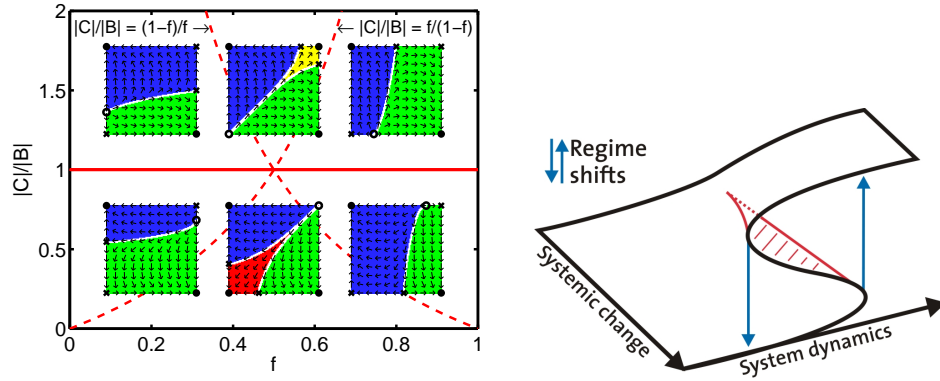 |C|/|B| = (1−f)/f →
← |C|/|B| = f/(1−f)
2
1.5
1
0.5
0
|C|/|B|
0
0.2
0.4
0.6
0.8
1
f
Regime
shifts
Systemic change
System dynamics